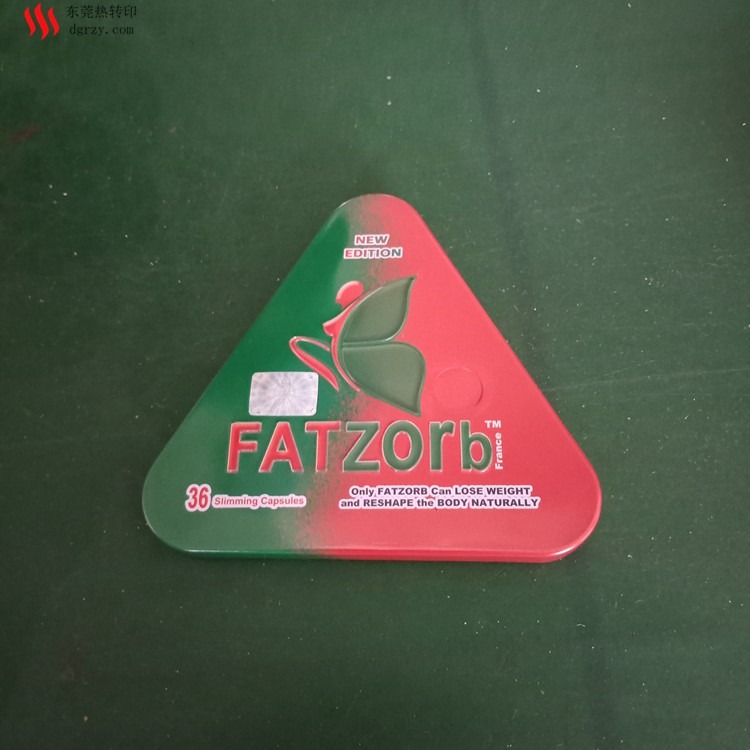 东莞热转印
dgrzy.com
NEW
EDITION
FATZORB™
France
36 Slimming Capsules
Only FATZORB Can LOSE WEIGHT
and RESHAPE the BODY NATURALLY